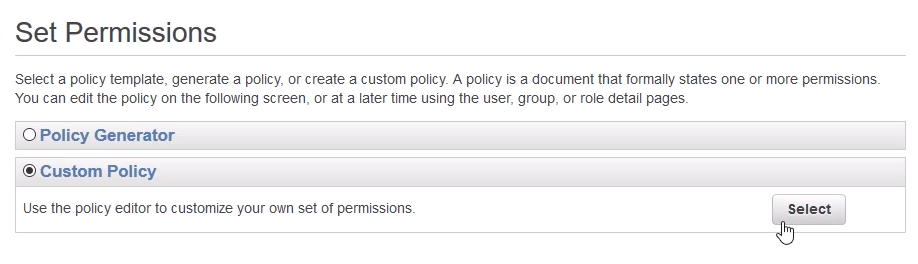 Set Permissions
Select a policy template, generate a policy, or create a custom policy. A policy is a document that formally states one or more permissions.
You can edit the policy on the following screen, or at a later time using the user, group, or role detail pages.
Policy Generator
Custom Policy
Use the policy editor to customize your own set of permissions.
Select